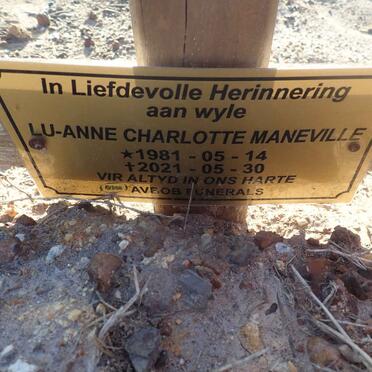 In Liefdevolle Herinnering
aan wyle
LU-ANNE CHARLOTTE MANEVILLE
★1981 - 05 - 14
✝2021 - 05 - 30
VIR ALTYD IN ONS HARTE
AVBOB FUNERALS